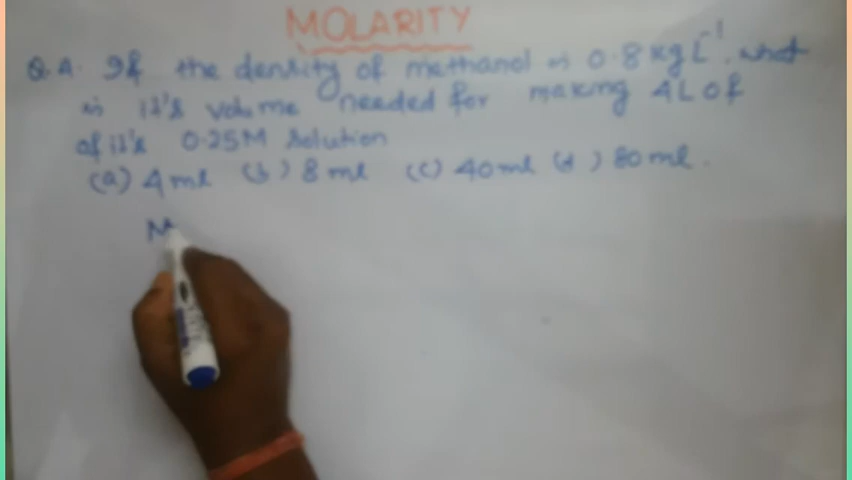 MOLARITY
Q.A. If the density of methanol is 0.8 kg L⁻¹. what
is it's volume needed for making 4L of
of it's 0.25M solution
(a) 4 ml (b) 8 ml (c) 40 ml (d) 80 ml.
M